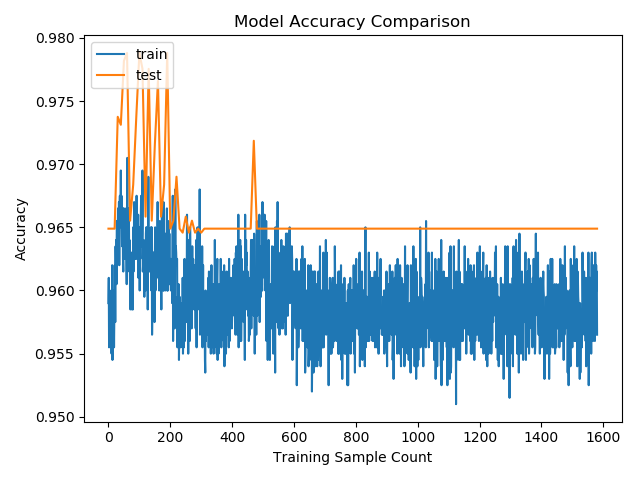 Model Accuracy Comparison
0.980
0.975
0.970
0.965
0.960
0.955
0.950
Accuracy
train
test
0 200 400 600 800 1000 1200 1400 1600
Training Sample Count